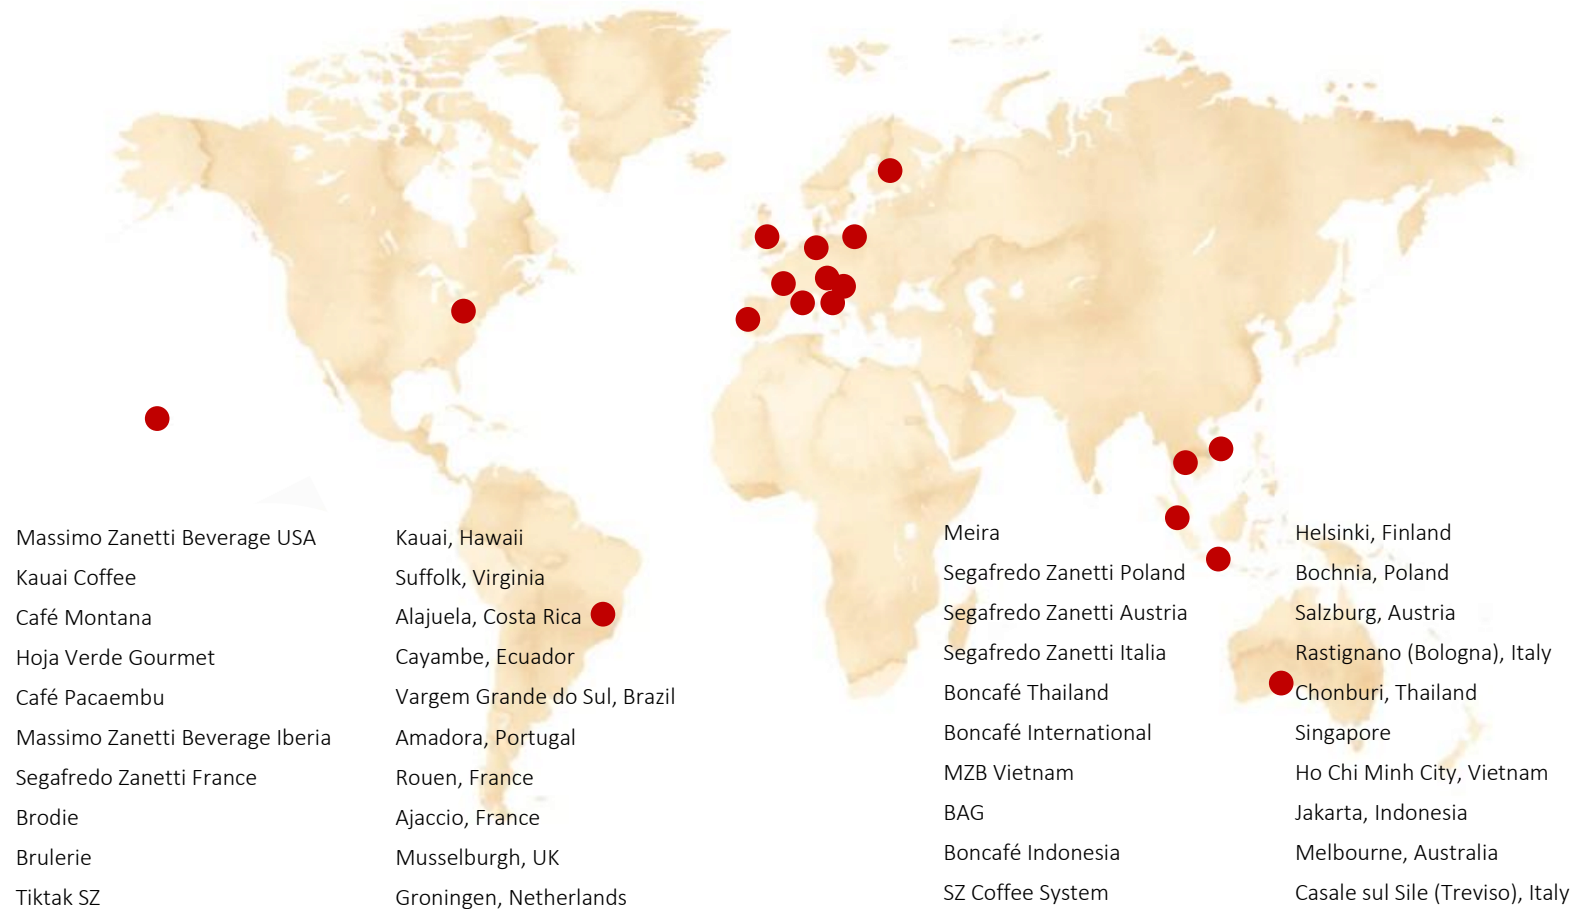 Massimo Zanetti Beverage USA
Kauai Coffee
Café Montana
Hoja Verde Gourmet
Café Pacaembu
Massimo Zanetti Beverage Iberia
Segafredo Zanetti France
Brodie
Brulerie
Tiktak SZ
Kauai, Hawaii
Suffolk, Virginia
Alajuela, Costa Rica
Cayambe, Ecuador
Vargem Grande do Sul, Brazil
Amadora, Portugal
Rouen, France
Ajaccio, France
Musselburgh, UK
Groningen, Netherlands
Meira
Segafredo Zanetti Poland
Segafredo Zanetti Austria
Segafredo Zanetti Italia
Boncafé Thailand
Boncafé International
MZB Vietnam
BAG
Boncafé Indonesia
SZ Coffee System
Helsinki, Finland
Bochnia, Poland
Salzburg, Austria
Rastignano (Bologna), Italy
Chonburi, Thailand
Singapore
Ho Chi Minh City, Vietnam
Jakarta, Indonesia
Melbourne, Australia
Casale sul Sile (Treviso), Italy